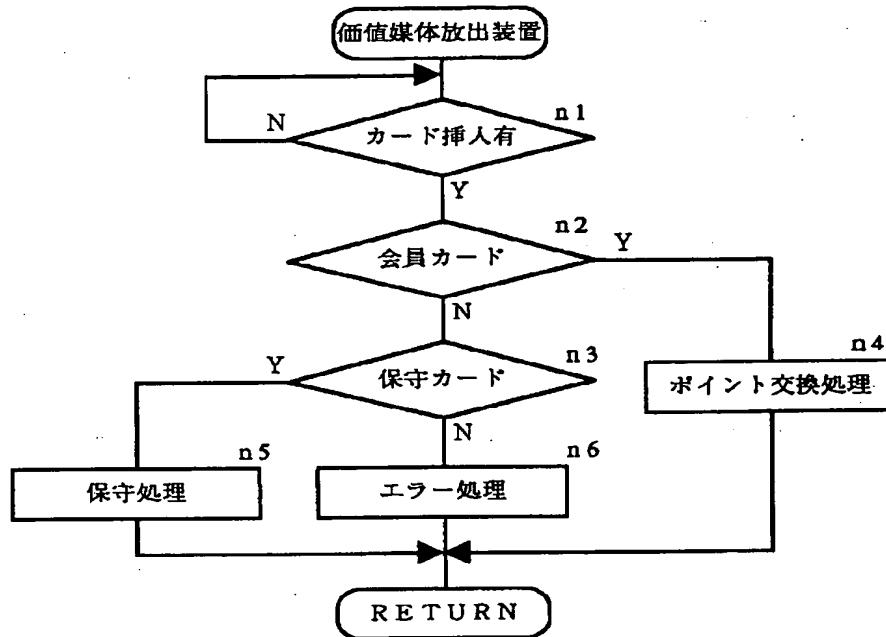 価値媒体放出装置
n1
N
カード挿入有
Y
n2
会員カード
Y
N
n3
Y
保守カード
n4
ポイント交換処理
N
n5
n6
保守処理
エラー処理
RETURN